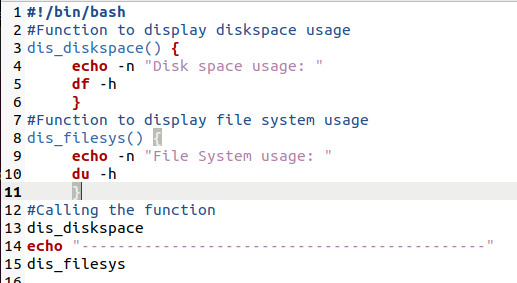 1 #!/bin/bash
2 #Function to display diskspace usage
3 dis_diskspace() {
4 echo -n "Disk space usage: "
5 df -h
6 }
7 #Function to display file system usage
8 dis_filesys() {
9 echo -n "File System usage: "
10 du -h
11 }
12 #Calling the function
13 dis_diskspace
14 echo "---------------------------------------------"
15 dis_filesys
16